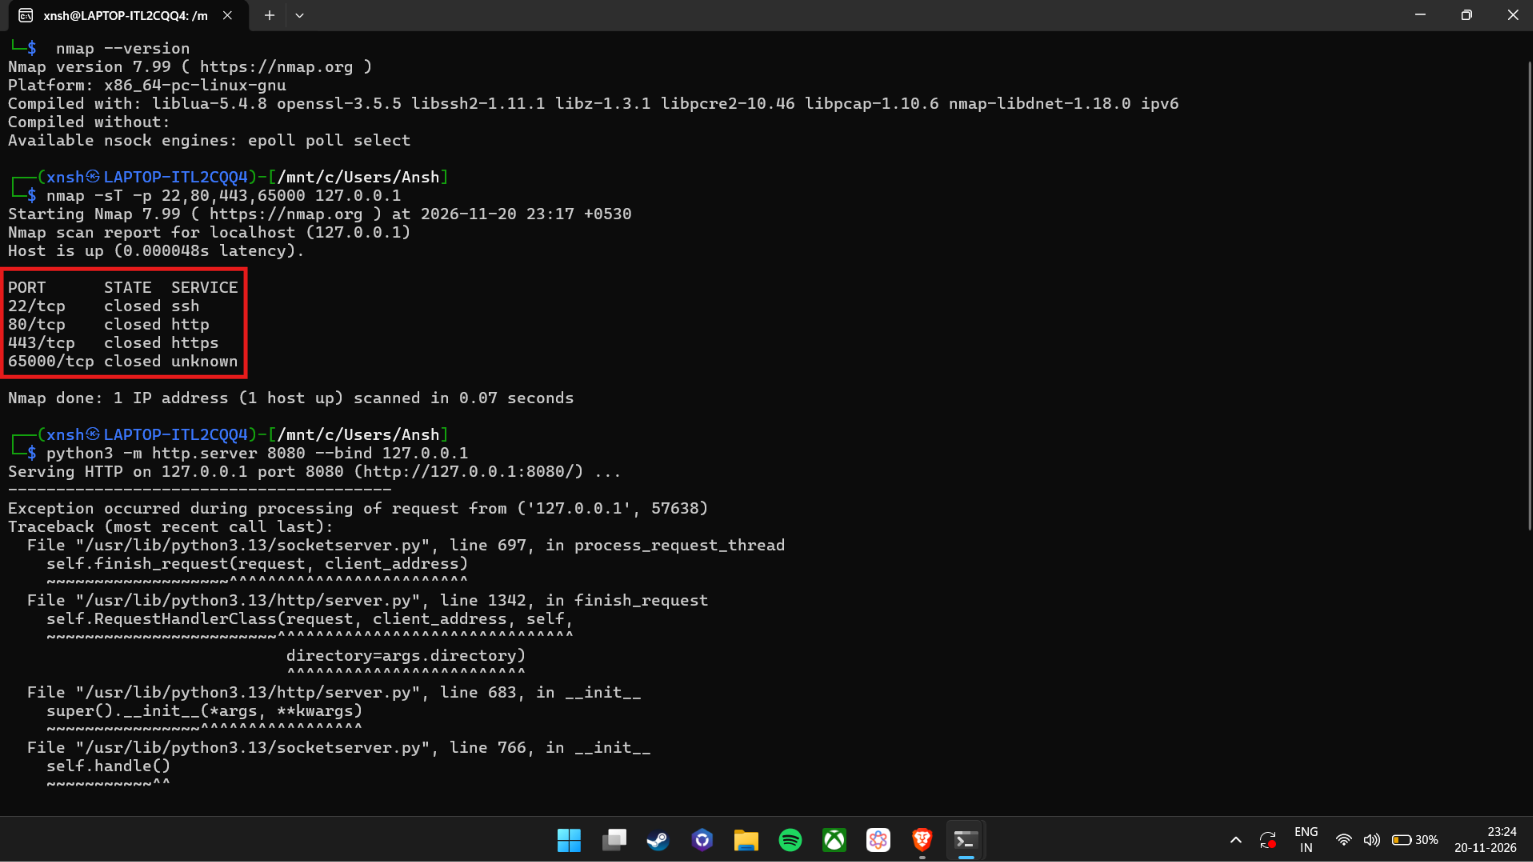 xnsh@LAPTOP-ITL2CQQ4: /m
└─$  nmap --version
Nmap version 7.99 ( https://nmap.org )
Platform: x86_64-pc-linux-gnu
Compiled with: liblua-5.4.8 openssl-3.5.5 libssh2-1.11.1 libz-1.3.1 libpcre2-10.46 libpcap-1.10.6 nmap-libdnet-1.18.0 ipv6
Compiled without:
Available nsock engines: epoll poll select
┌──(xnsh㉿LAPTOP-ITL2CQQ4)-[/mnt/c/Users/Ansh]
└─$ nmap -sT -p 22,80,443,65000 127.0.0.1
Starting Nmap 7.99 ( https://nmap.org ) at 2026-11-20 23:17 +0530
Nmap scan report for localhost (127.0.0.1)
Host is up (0.000048s latency).
PORT      STATE  SERVICE
22/tcp    closed ssh
80/tcp    closed http
443/tcp   closed https
65000/tcp closed unknown
Nmap done: 1 IP address (1 host up) scanned in 0.07 seconds
┌──(xnsh㉿LAPTOP-ITL2CQQ4)-[/mnt/c/Users/Ansh]
└─$ python3 -m http.server 8080 --bind 127.0.0.1
Serving HTTP on 127.0.0.1 port 8080 (http://127.0.0.1:8080/) ...
----------------------------------------
Exception occurred during processing of request from ('127.0.0.1', 57638)
Traceback (most recent call last):
  File "/usr/lib/python3.13/socketserver.py", line 697, in process_request_thread
    self.finish_request(request, client_address)
    ~~~~~~~~~~~~~~~~~~~^^^^^^^^^^^^^^^^^^^^^^^^^
  File "/usr/lib/python3.13/http/server.py", line 1342, in finish_request
    self.RequestHandlerClass(request, client_address, self,
    ~~~~~~~~~~~~~~~~~~~~~~~~^^^^^^^^^^^^^^^^^^^^^^^^^^^^^^^
                             directory=args.directory)
                             ^^^^^^^^^^^^^^^^^^^^^^^^^
  File "/usr/lib/python3.13/http/server.py", line 683, in __init__
    super().__init__(*args, **kwargs)
    ~~~~~~~~~~~~~~~~^^^^^^^^^^^^^^^^^
  File "/usr/lib/python3.13/socketserver.py", line 766, in __init__
    self.handle()
    ~~~~~~~~~~~^^
ENG
IN
30%
23:24
20-11-2026